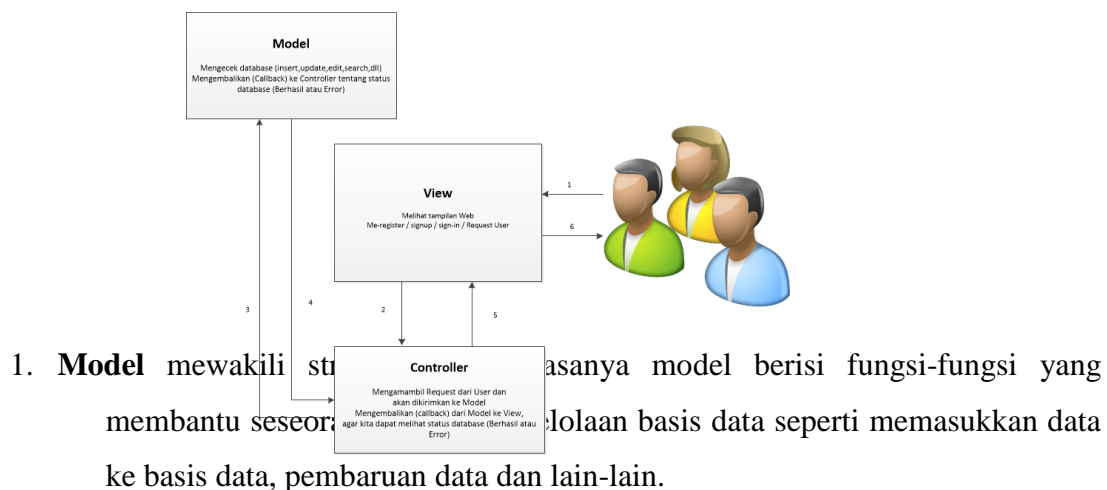 Model
Mengecek database (insert,update,edit,search,dll)
Mengembalikan (Callback) ke Controller tentang status
database (Berhasil atau Error)
View
Melihat tampilan Web
Me-register / signup / sign-in / Request User
1
6
3
4
2
5
Controller
Mengamambil Request dari User dan
akan dikirimkan ke Model
Mengembalikan (callback) dari Model ke View,
agar kita dapat melihat status database (Berhasil atau
Error)
1. Model mewakili model berisi fungsi-fungsi yang
membantu basis data seperti memasukkan data
ke basis data, pembaruan data dan lain-lain.